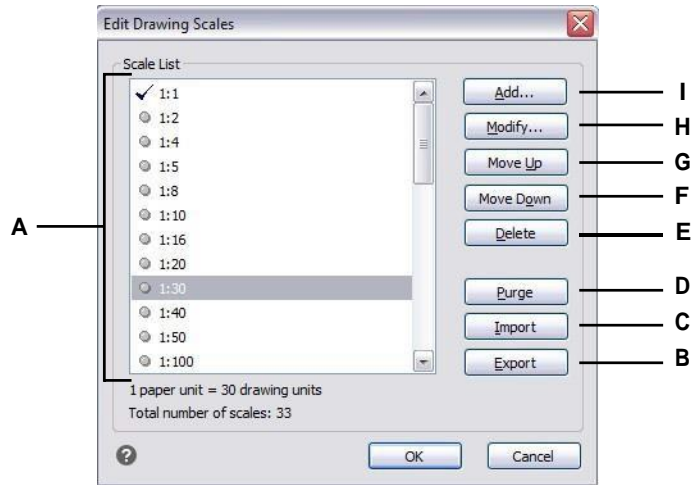 Edit Drawing Scales
Scale List
1:1
1:2
1:4
1:5
1:8
1:10
1:16
1:20
1:30
1:40
1:50
1:100
1 paper unit = 30 drawing units
Total number of scales: 33
Add...
Modify...
Move Up
Move Down
Delete
Purge
Import
Export
OK
Cancel
A
I
H
G
F
E
D
C
B